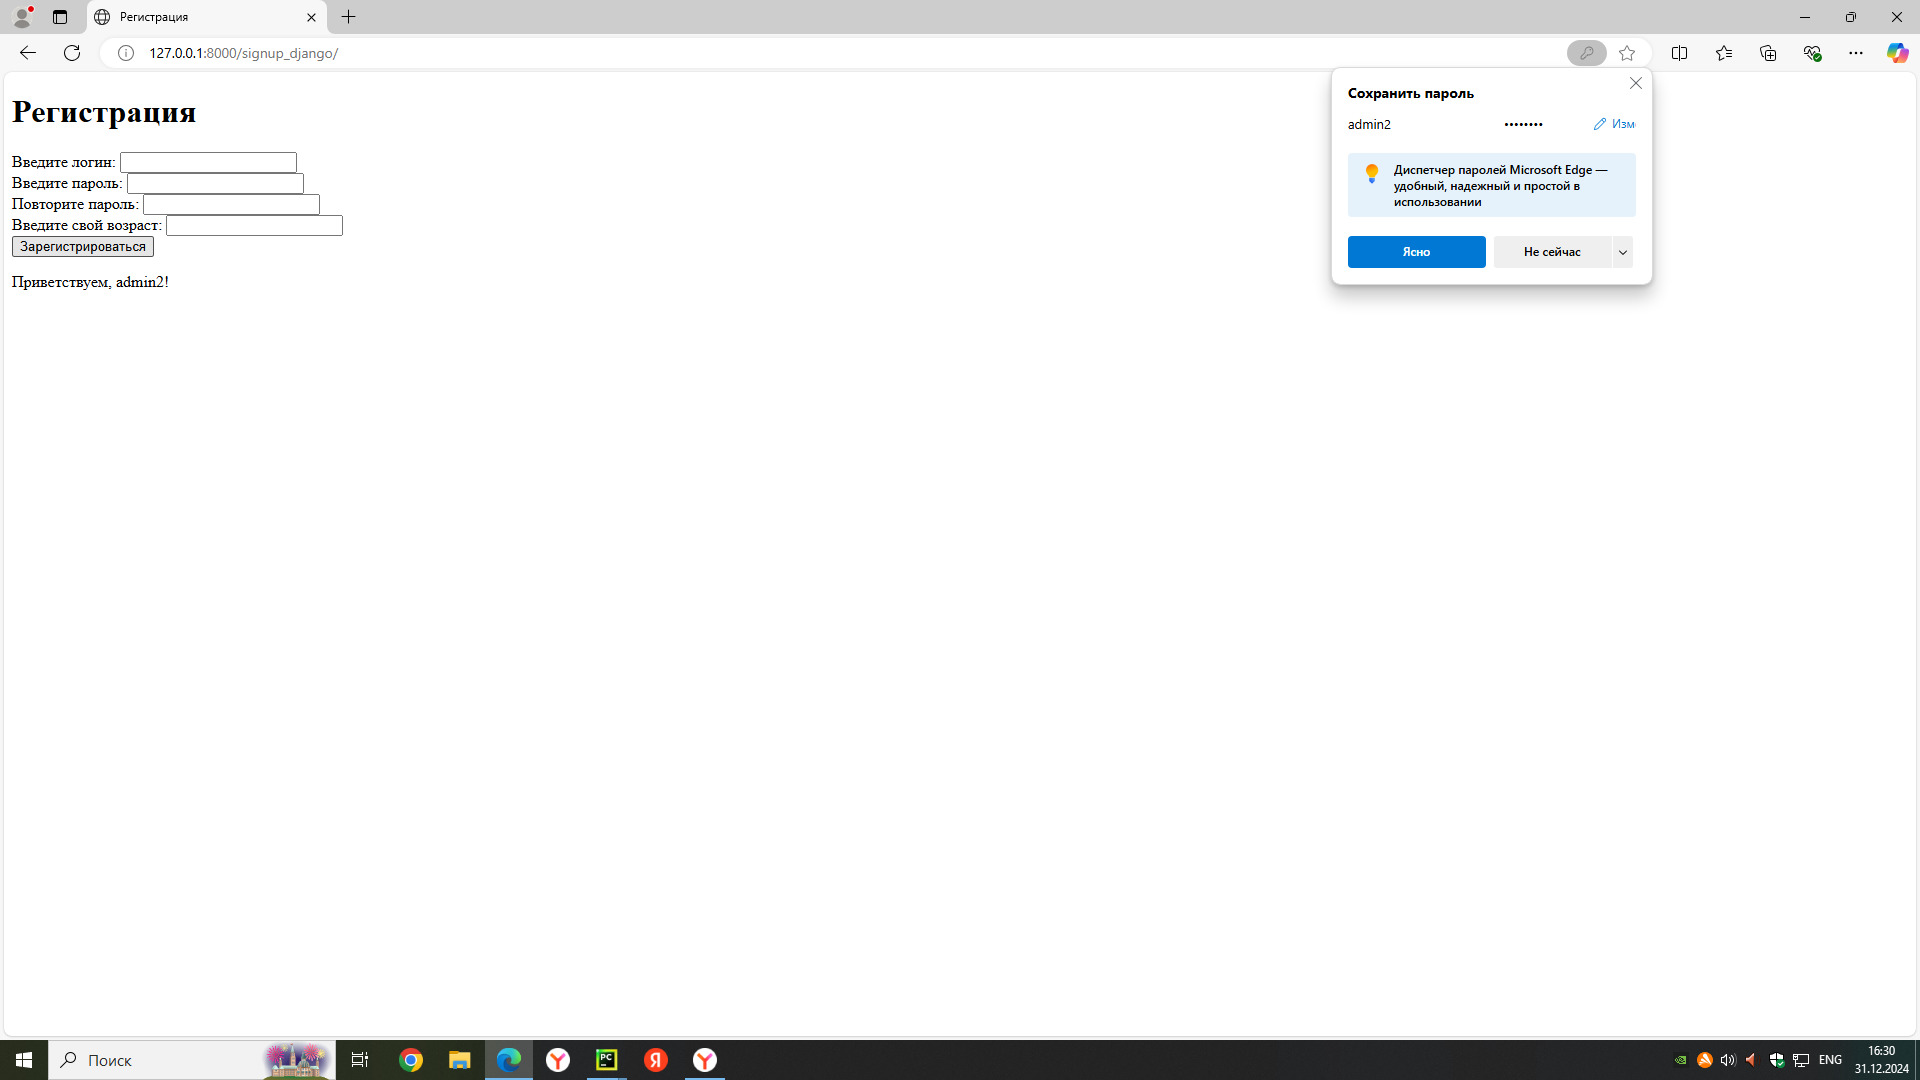 Регистрация
127.0.0.1:8000/signup_django/
Регистрация
Введите логин:
Введите пароль:
Повторите пароль:
Введите свой возраст:
Зарегистрироваться
Приветствуем, admin2!
Сохранить пароль
admin2 •••••••• Изм
Диспетчер паролей Microsoft Edge —
удобный, надежный и простой в
использовании
Ясно Не сейчас
Поиск
PC
Я
ENG
16:30
31.12.2024